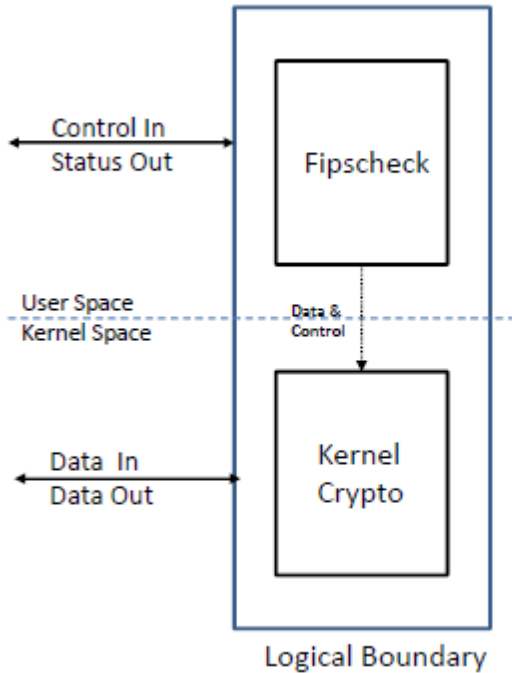 Control In
Status Out
Fipscheck
User Space
Kernel Space
Data &
Control
Data In
Data Out
Kernel
Crypto
Logical Boundary